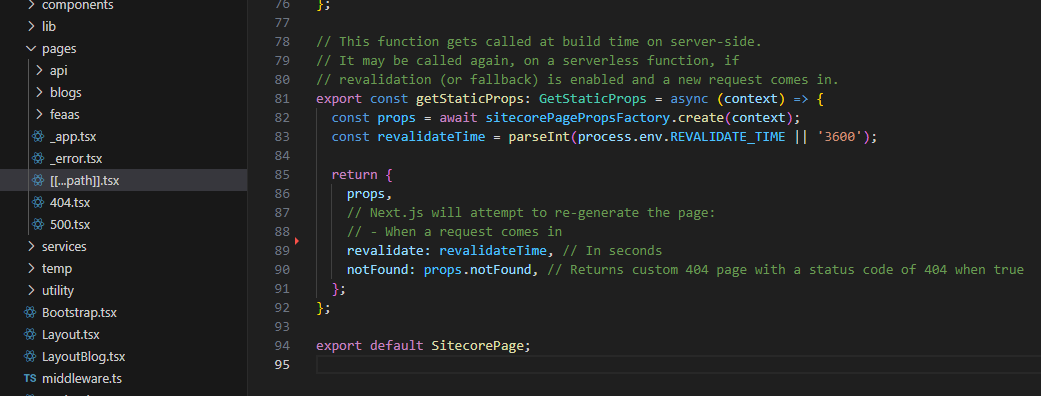 components
lib
pages
api
blogs
feaas
_app.tsx
_error.tsx
[[...path]].tsx
404.tsx
500.tsx
services
temp
utility
Bootstrap.tsx
Layout.tsx
LayoutBlog.tsx
TS middleware.ts
76 };
77
78 // This function gets called at build time on server-side.
79 // It may be called again, on a serverless function, if
80 // revalidation (or fallback) is enabled and a new request comes in.
81 export const getStaticProps: GetStaticProps = async (context) => {
82 const props = await sitecorePagePropsFactory.create(context);
83 const revalidateTime = parseInt(process.env.REVALIDATE_TIME || '3600');
84
85 return {
86 props,
87 // Next.js will attempt to re-generate the page:
88 // - When a request comes in
89 revalidate: revalidateTime, // In seconds
90 notFound: props.notFound, // Returns custom 404 page with a status code of 404 when true
91 };
92 };
93
94 export default SitecorePage;
95